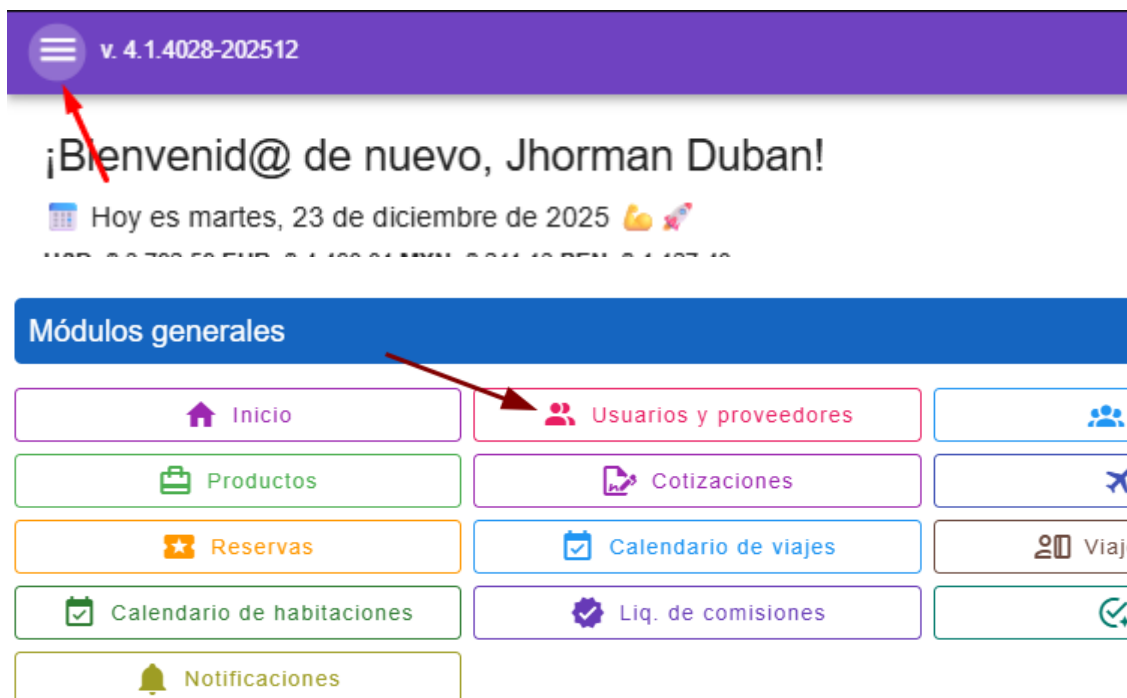 v. 4.1.4028-202512
¡Bienvenid@ de nuevo, Jhorman Duban!
Hoy es martes, 23 de diciembre de 2025
Módulos generales
Inicio
Usuarios y proveedores
Productos
Cotizaciones
Reservas
Calendario de viajes
Viaj
Calendario de habitaciones
Liq. de comisiones
Notificaciones